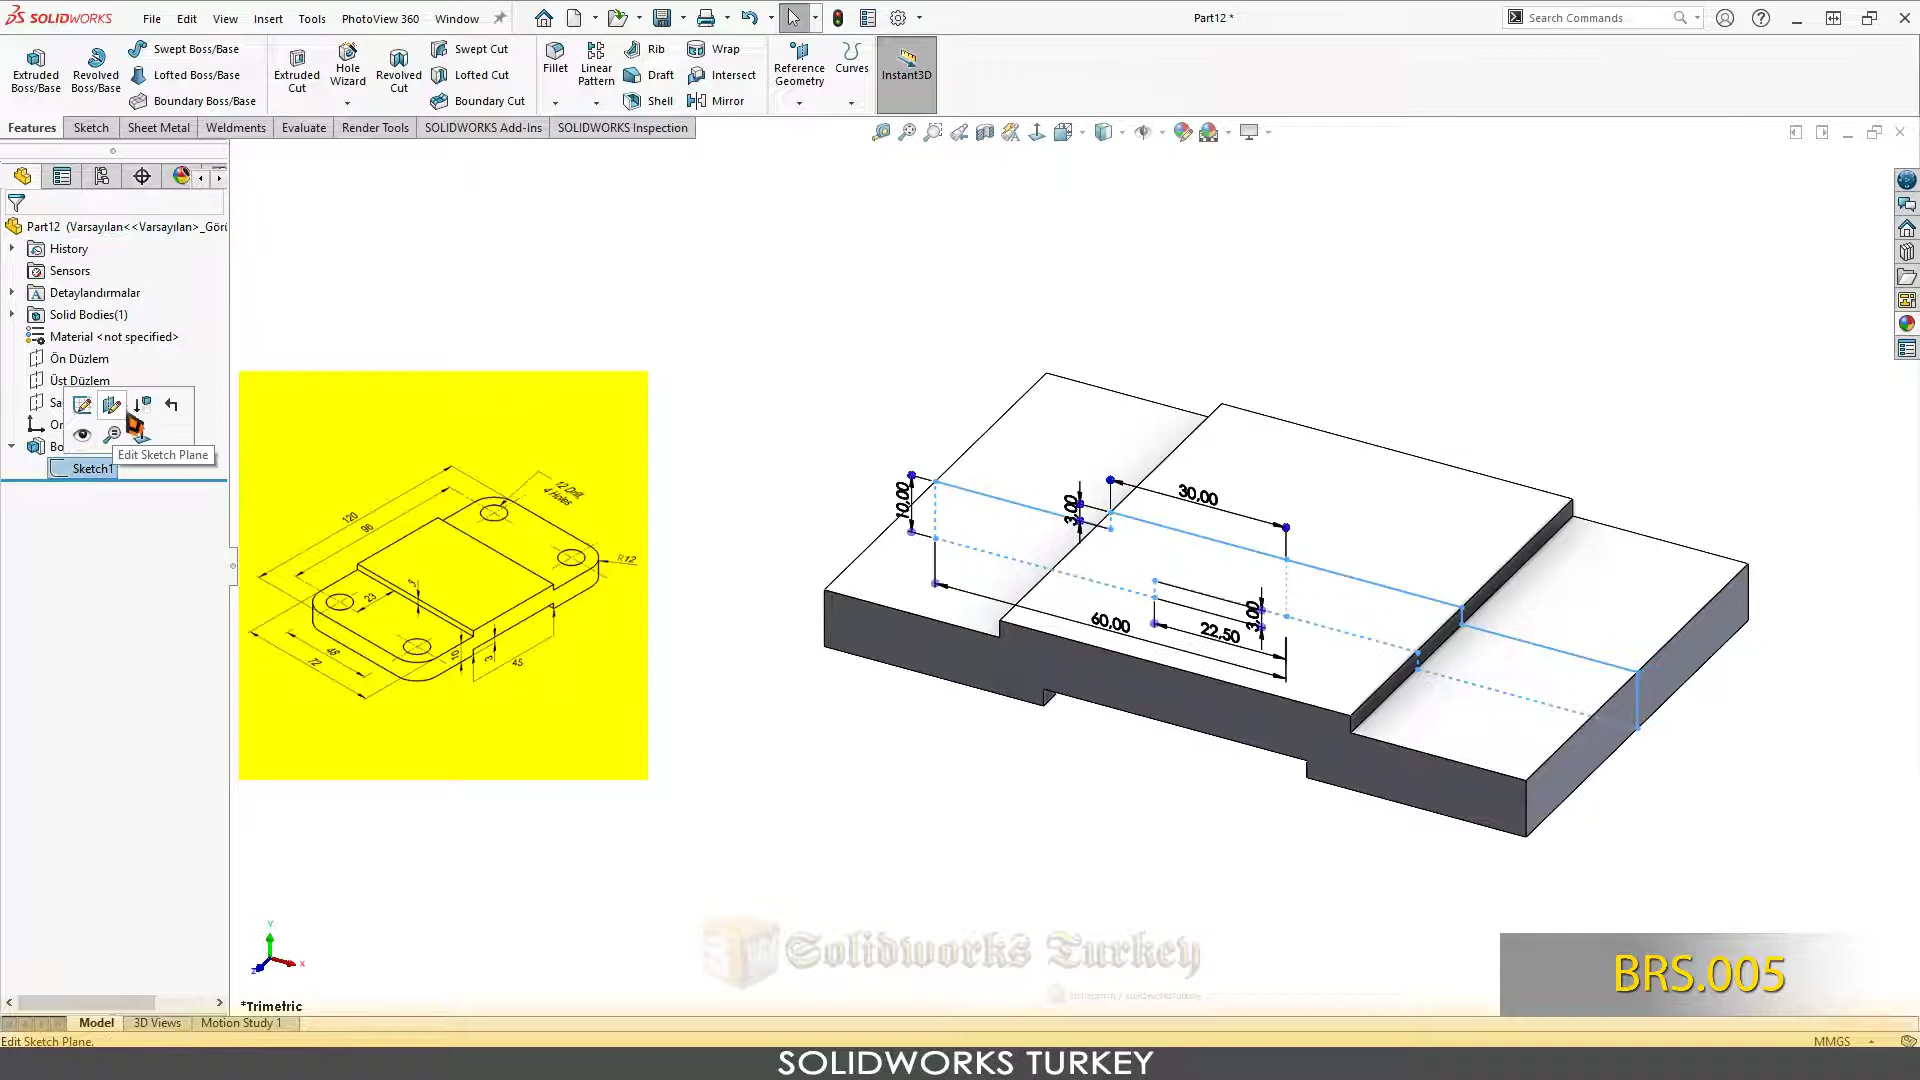 SOLIDWORKS
File Edit View Insert Tools PhotoView 360 Window
Part12 *
Search Commands
Extruded Boss/Base
Revolved Boss/Base
Swept Boss/Base
Lofted Boss/Base
Boundary Boss/Base
Extruded Cut
Hole Wizard
Revolved Cut
Swept Cut
Lofted Cut
Boundary Cut
Fillet
Linear Pattern
Rib
Draft
Shell
Wrap
Intersect
Mirror
Reference Geometry
Curves
Instant3D
Features Sketch Sheet Metal Weldments Evaluate Render Tools SOLIDWORKS Add-Ins SOLIDWORKS Inspection
Part12 (Varsayılan<<Varsayılan>_Görü
History
Sensors
Detaylandırmalar
Solid Bodies(1)
Material <not specified>
Ön Düzlem
Üst Düzlem
Sa
Or
Bo
Edit Sketch Plane
Sketch1
12 Drill,
4 Holes
120
96
R12
3
23
10
3
45
48
72
10,00
3,00
30,00
60,00
22,50
3,00
Y
X
Z
*Trimetric
Solidworks Turkey
BRS.005
Model 3D Views Motion Study 1
Edit Sketch Plane.
MMGS
SOLIDWORKS TURKEY